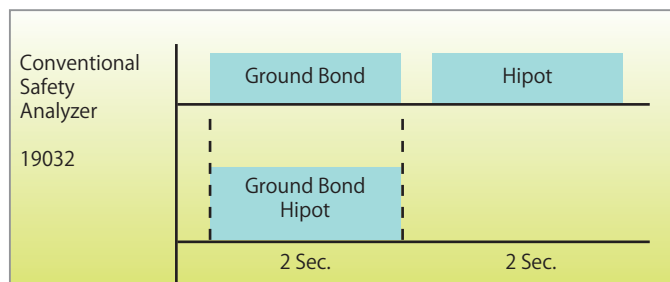 Conventional
Safety
Analyzer
19032
Ground Bond
Hipot
Ground Bond
Hipot
2 Sec.
2 Sec.